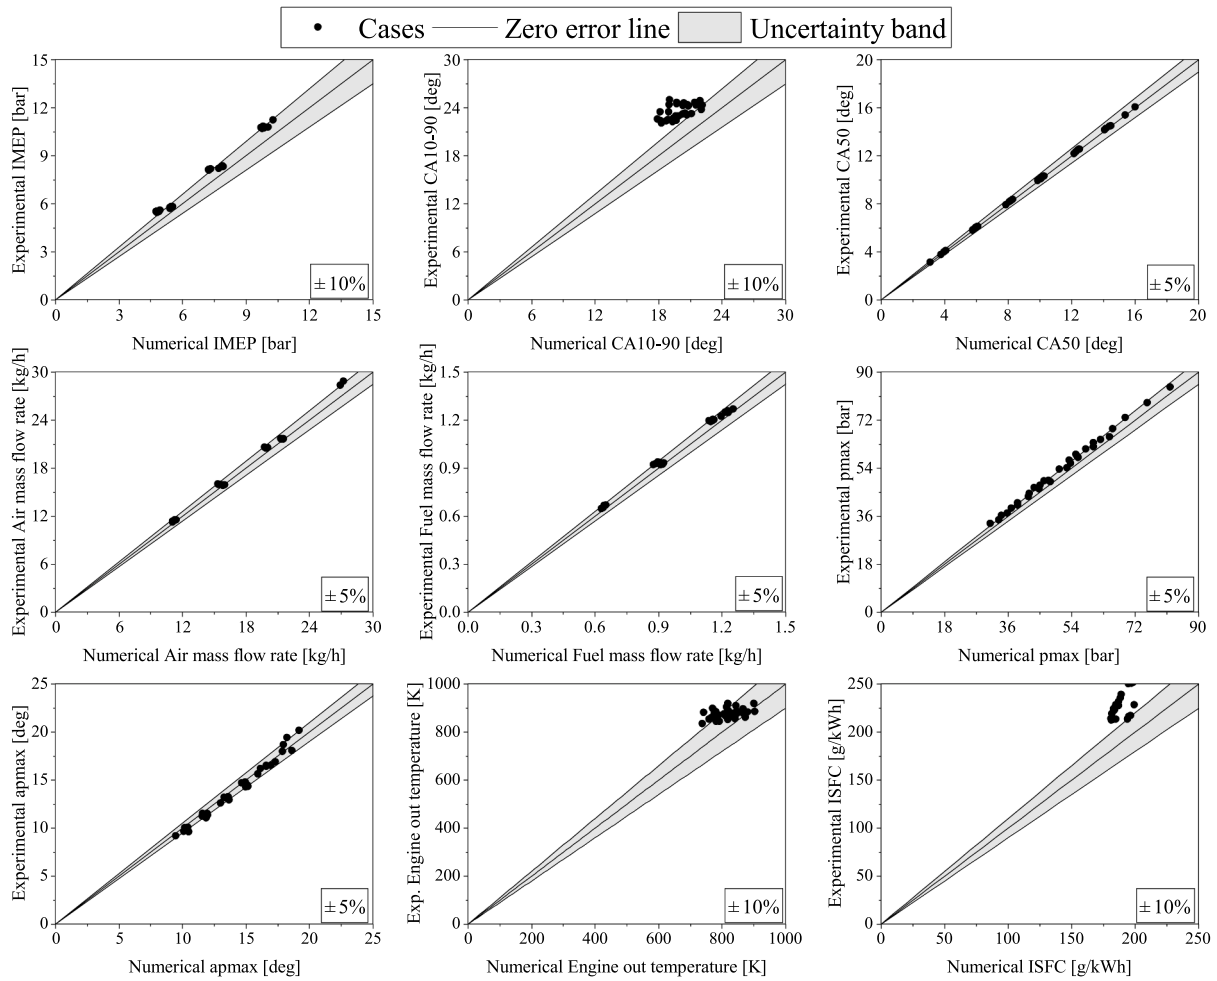 Cases Zero error line Uncertainty band
Experimental IMEP [bar]
15
12
9
6
3
0
0 3 6 9 12 15
±10%
Numerical IMEP [bar]
Experimental CA10-90 [deg]
30
24
18
12
6
0
0 6 12 18 24 30
±10%
Numerical CA10-90 [deg]
Experimental CA50 [deg]
20
16
12
8
4
0
0 4 8 12 16 20
±5%
Numerical CA50 [deg]
Experimental Air mass flow rate [kg/h]
30
24
18
12
6
0
0 6 12 18 24 30
±5%
Numerical Air mass flow rate [kg/h]
Experimental Fuel mass flow rate [kg/h]
1.5
1.2
0.9
0.6
0.3
0.0
0.0 0.3 0.6 0.9 1.2 1.5
±5%
Numerical Fuel mass flow rate [kg/h]
Experimental pmax [bar]
90
72
54
36
18
0
0 18 36 54 72 90
±5%
Numerical pmax [bar]
Experimental apmax [deg]
25
20
15
10
5
0
0 5 10 15 20 25
±5%
Numerical apmax [deg]
Exp. Engine out temperature [K]
1000
800
600
400
200
0
0 200 400 600 800 1000
±10%
Numerical Engine out temperature [K]
Experimental ISFC [g/kWh]
250
200
150
100
50
0
0 50 100 150 200 250
±10%
Numerical ISFC [g/kWh]